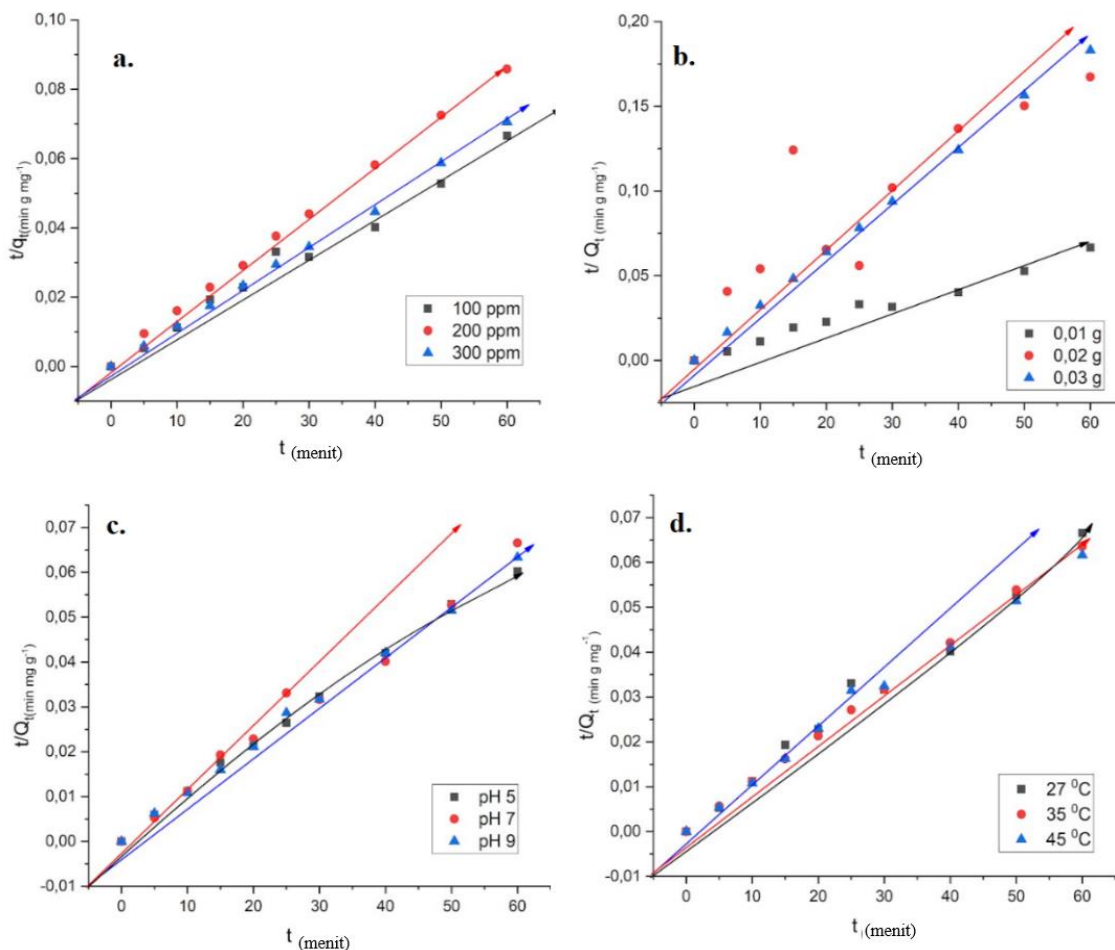 a.
0,10
0,08
0,06
0,04
0,02
0,00
t/qt(min g mg-1)
100 ppm
200 ppm
300 ppm
0 10 20 30 40 50 60
t (menit)
b.
0,20
0,15
0,10
0,05
0,00
t/ Qt (min g mg-1)
0,01 g
0,02 g
0,03 g
0 10 20 30 40 50 60
t (menit)
c.
0,07
0,06
0,05
0,04
0,03
0,02
0,01
0,00
-0,01
t/Qt(min mg g-1)
pH 5
pH 7
pH 9
0 10 20 30 40 50 60
t (menit)
d.
0,07
0,06
0,05
0,04
0,03
0,02
0,01
0,00
-0,01
t/Qt (min g mg-1)
27 0C
35 0C
45 0C
0 10 20 30 40 50 60
t (menit)